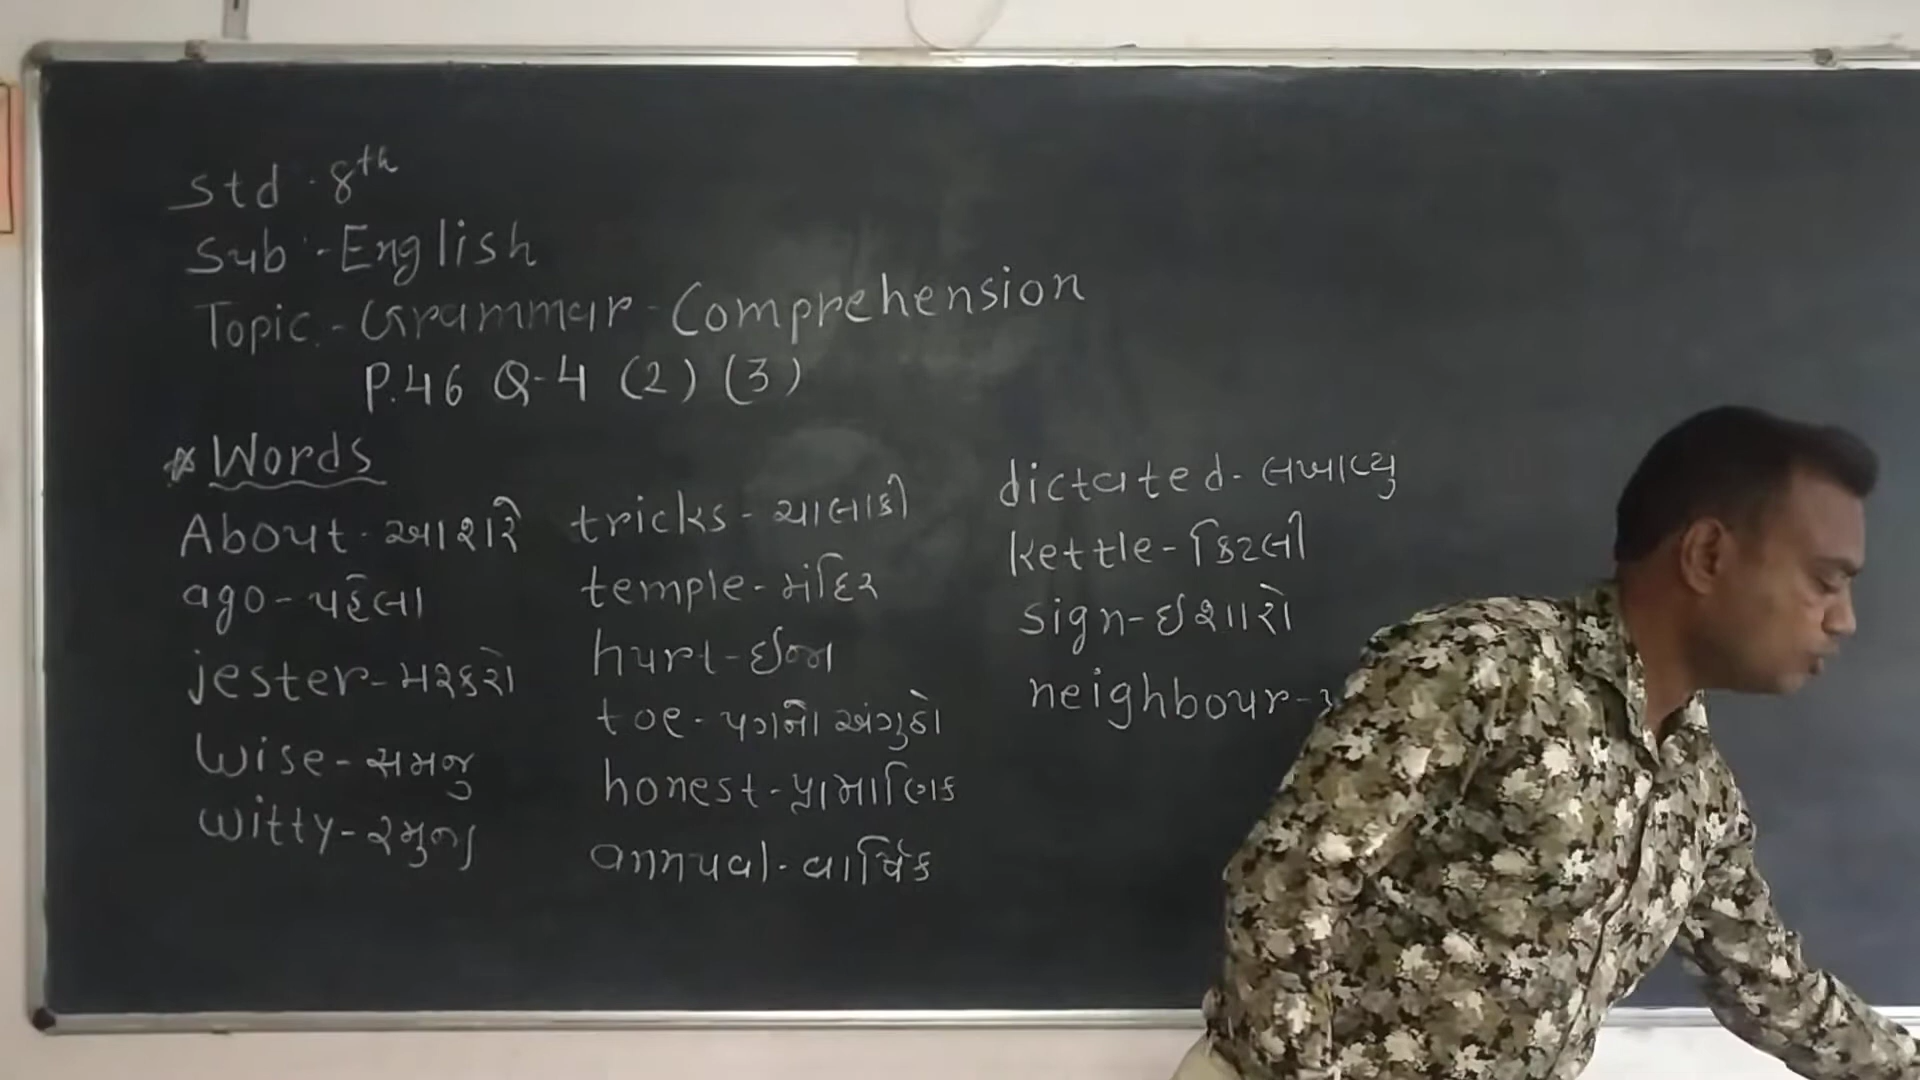 Std. 8th
Sub - English
Topic - Grammar - Comprehension
P.46 Q-4 (2) (3)
* Words
About - આશરે
ago - પહેલા
jester - મશ્કરો
Wise - સમજુ
Witty - રમુજી
tricks - ચાલાકી
temple - મંદિર
hurt - ઈજા
toe - પગનો અંગુઠો
honest - પ્રામાણિક
annual - વાર્ષિક
dictated - લખાવ્યુ
kettle - કિટલી
sign - ઈશારો
neighbour -